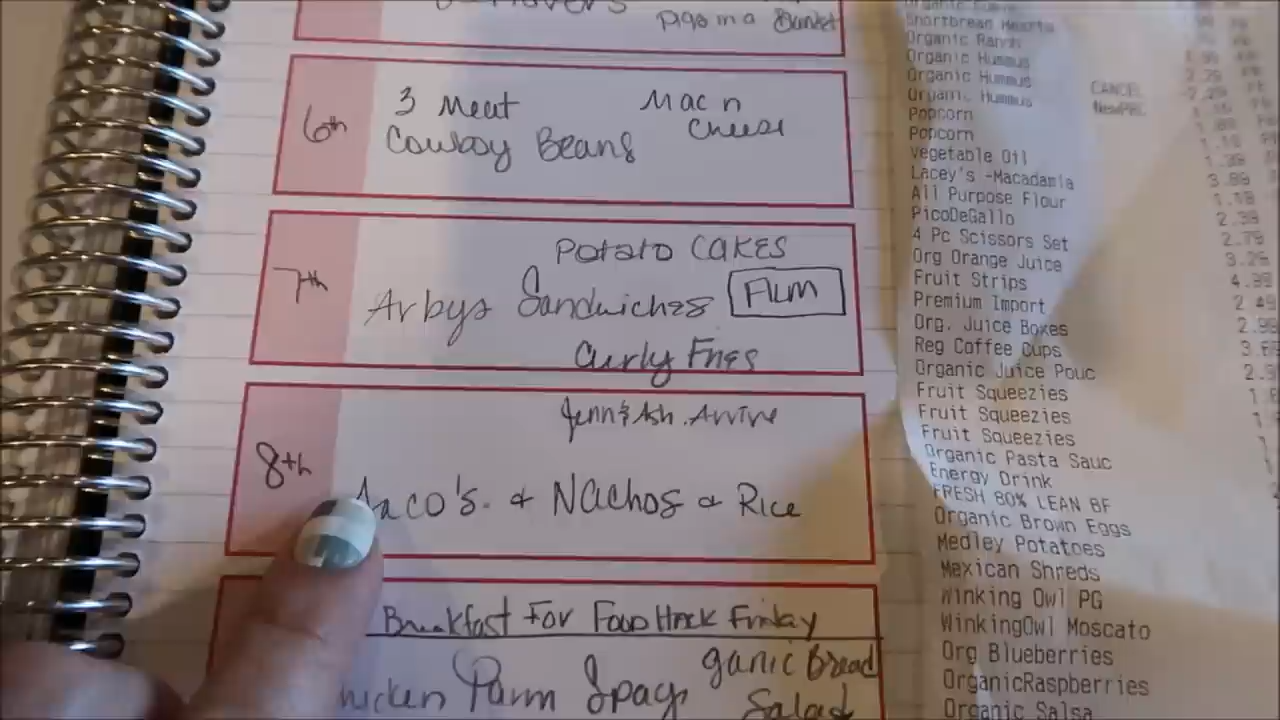 Pigs in a Blanket
6th
3 Meat
Cowboy Beans
Mac n
Cheese
7th
Potato CAKES
Arbys Sandwiches
FilM
Curly Fries
8th
Jenn & Ash. Arrive
Taco's. & Nachos & Rice
Breakfast For Food Hack Friday
hicken Parm Spag
Salad
Shortbread Hearts
Organic Ranch
Organic Hummus
Organic Hummus
Organic Hummus
CANCEL
Popcorn
Popcorn
Vegetable Oil
Lacey's -Macadamia
All Purpose Flour
PicoDeGallo
4 Pc Scissors Set
Org Orange Juice
Fruit Strips
Premium Import
Org. Juice Boxes
Reg Coffee Cups
Organic Juice Pouc
Fruit Squeezies
Fruit Squeezies
Fruit Squeezies
Organic Pasta Sauc
Energy Drink
FRESH 80% LEAN BF
Organic Brown Eggs
Medley Potatoes
Mexican Shreds
Winking Owl PG
WinkingOwl Moscato
Org Blueberries
OrganicRaspberries
Organic Salsa